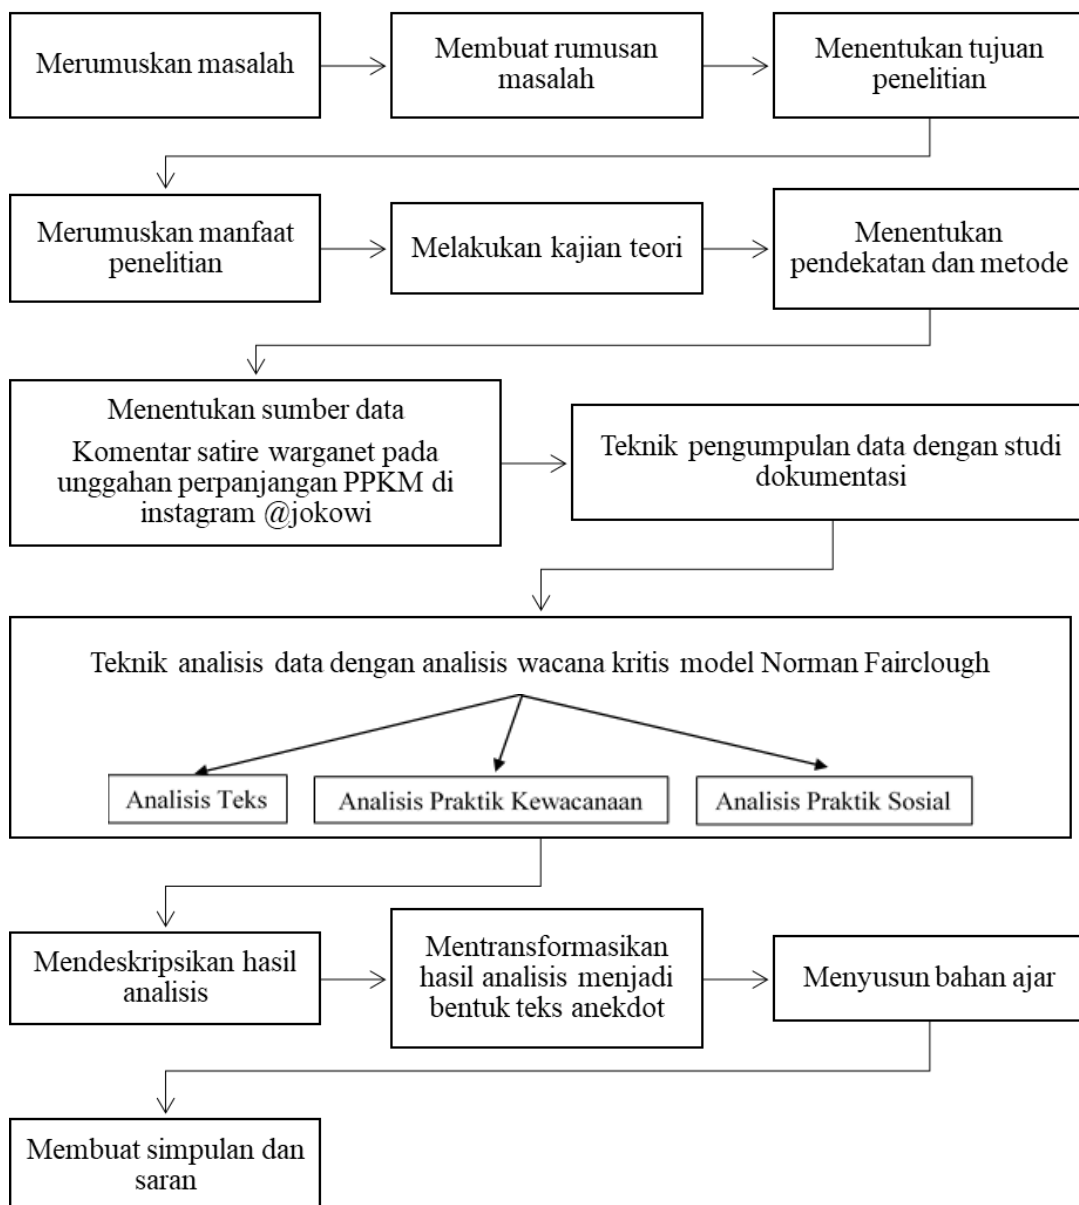 Merumuskan masalah
Membuat rumusan
masalah
Menentukan tujuan
penelitian
Merumuskan manfaat
penelitian
Melakukan kajian teori
Menentukan
pendekatan dan metode
Menentukan sumber data
Komentar satire warganet pada
unggahan perpanjangan PPKM di
instagram @jokowi
Teknik pengumpulan data dengan studi
dokumentasi
Teknik analisis data dengan analisis wacana kritis model Norman Fairclough
Analisis Teks
Analisis Praktik Kewacanaan
Analisis Praktik Sosial
Mendeskripsikan hasil
analisis
Mentransformasikan
hasil analisis menjadi
bentuk teks anekdot
Menyusun bahan ajar
Membuat simpulan dan
saran